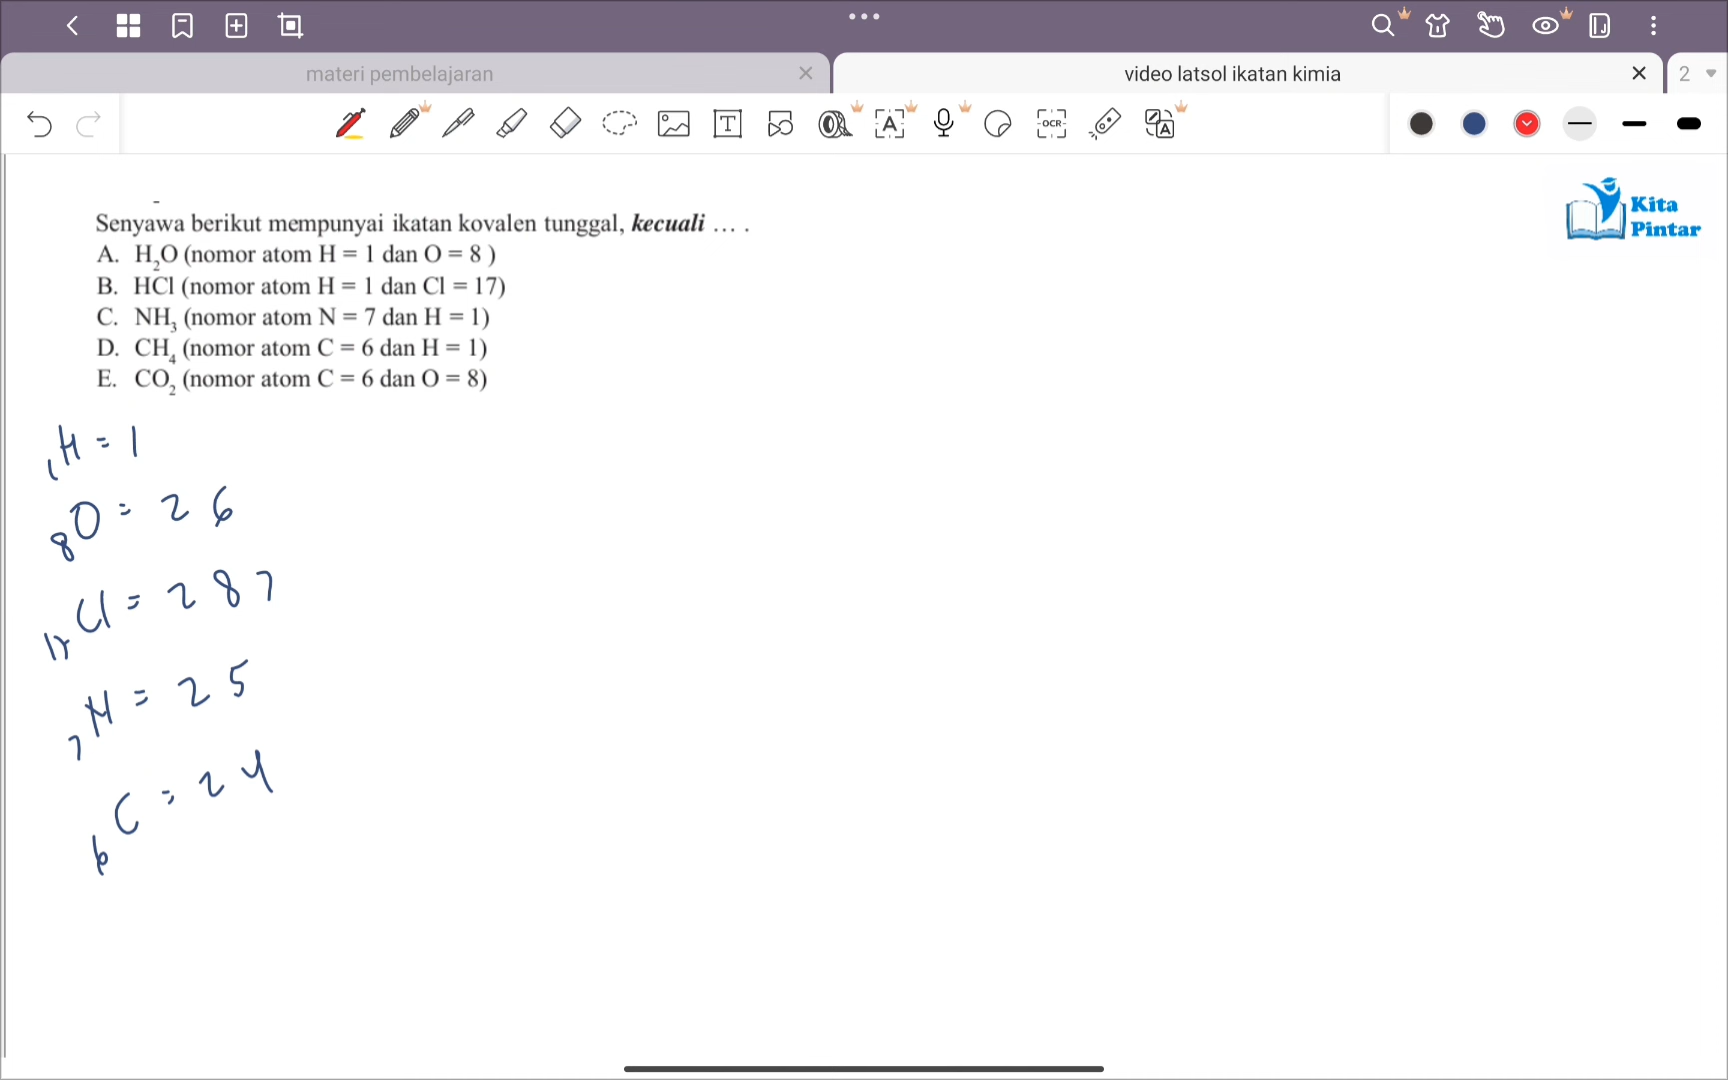 materi pembelajaran
video latsol ikatan kimia
2
T
A
OCR
A
Kita
Pintar
Senyawa berikut mempunyai ikatan kovalen tunggal, kecuali ... .
A. H₂O (nomor atom H = 1 dan O = 8 )
B. HCl (nomor atom H = 1 dan Cl = 17)
C. NH₃ (nomor atom N = 7 dan H = 1)
D. CH₄ (nomor atom C = 6 dan H = 1)
E. CO₂ (nomor atom C = 6 dan O = 8)
₁H = 1
₈O = 2 6
₁₇Cl = 2 8 7
₇N = 2 5
₆C = 2 4